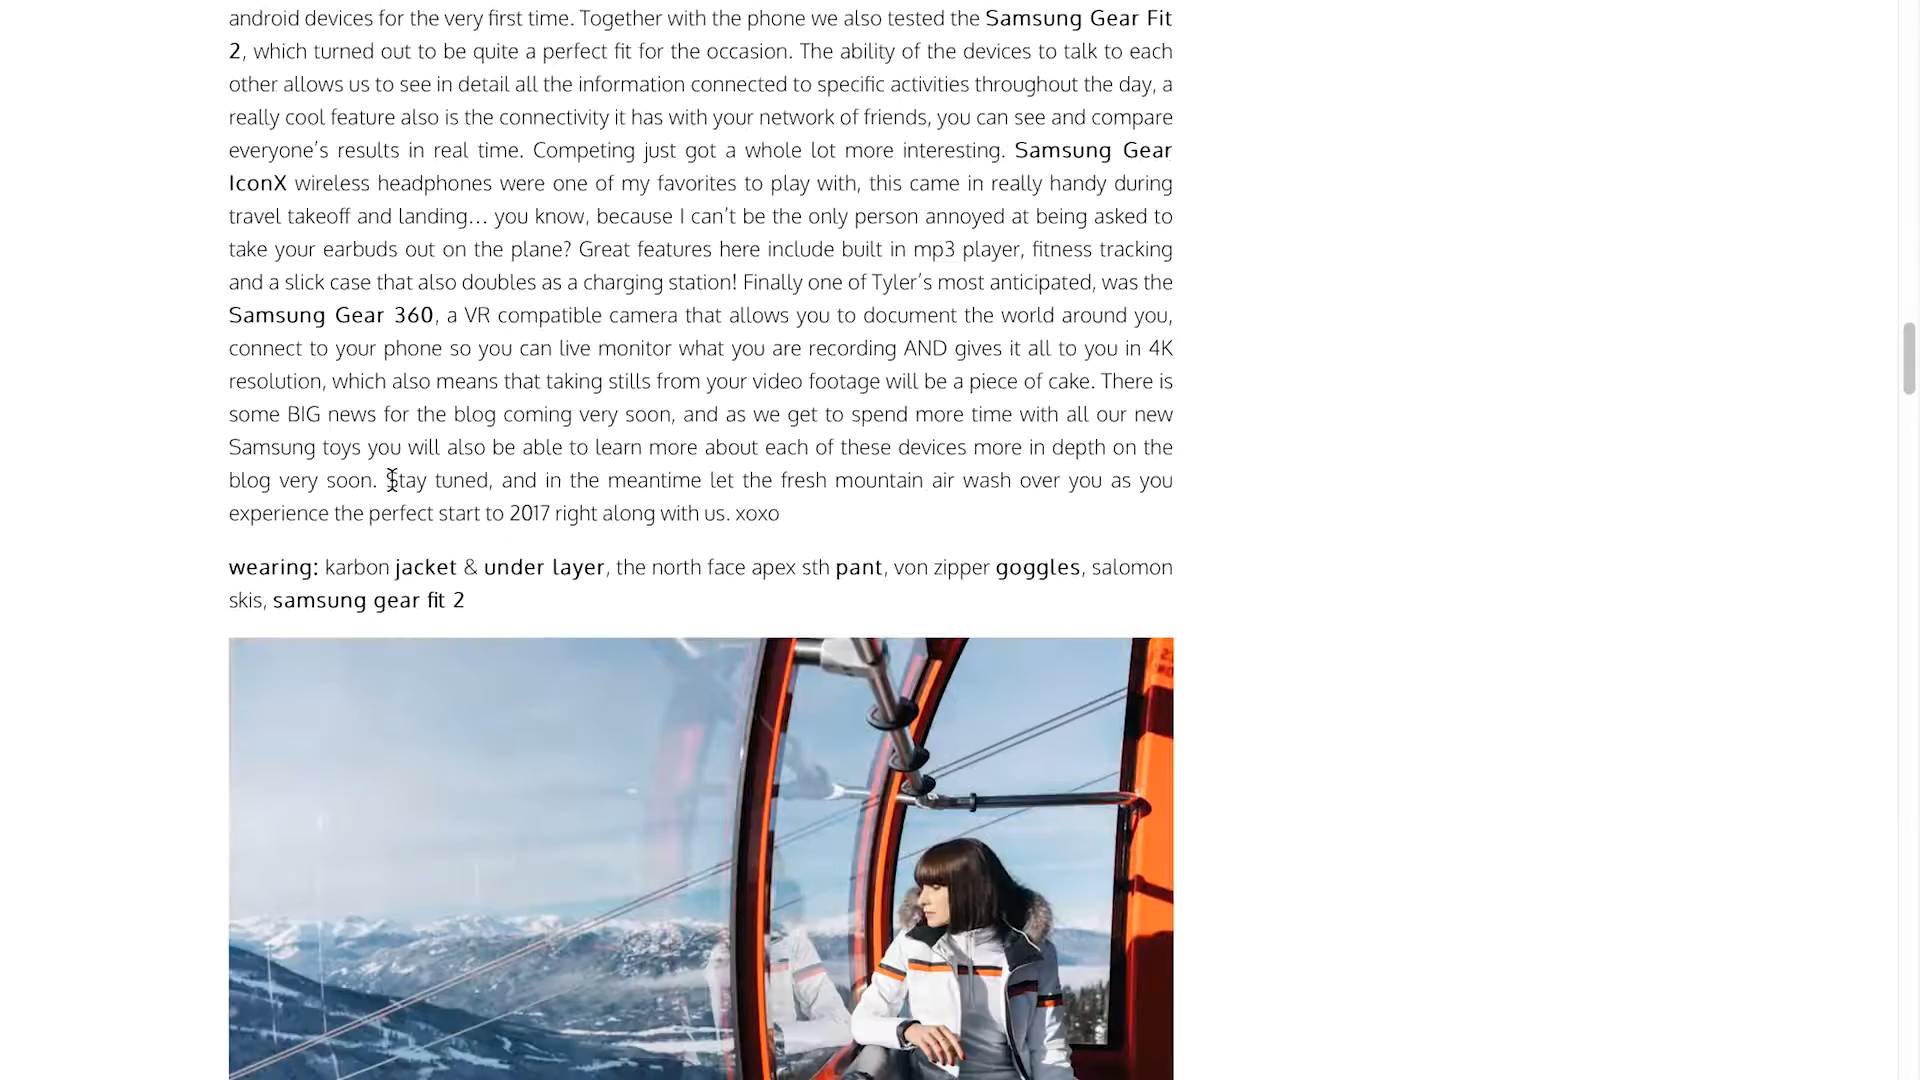 android devices for the very first time. Together with the phone we also tested the Samsung Gear Fit
2, which turned out to be quite a perfect fit for the occasion. The ability of the devices to talk to each
other allows us to see in detail all the information connected to specific activities throughout the day, a
really cool feature also is the connectivity it has with your network of friends, you can see and compare
everyone’s results in real time. Competing just got a whole lot more interesting. Samsung Gear
IconX wireless headphones were one of my favorites to play with, this came in really handy during
travel takeoff and landing… you know, because I can’t be the only person annoyed at being asked to
take your earbuds out on the plane? Great features here include built in mp3 player, fitness tracking
and a slick case that also doubles as a charging station! Finally one of Tyler’s most anticipated, was the
Samsung Gear 360, a VR compatible camera that allows you to document the world around you,
connect to your phone so you can live monitor what you are recording AND gives it all to you in 4K
resolution, which also means that taking stills from your video footage will be a piece of cake. There is
some BIG news for the blog coming very soon, and as we get to spend more time with all our new
Samsung toys you will also be able to learn more about each of these devices more in depth on the
blog very soon. Stay tuned, and in the meantime let the fresh mountain air wash over you as you
experience the perfect start to 2017 right along with us. xoxo
wearing: karbon jacket & under layer, the north face apex sth pant, von zipper goggles, salomon
skis, samsung gear fit 2